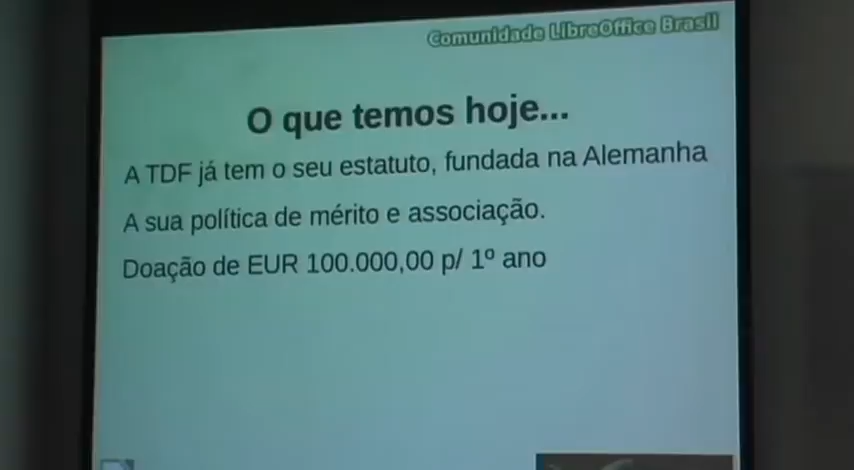 Comunidade LibreOffice Brasil
O que temos hoje...
A TDF já tem o seu estatuto, fundada na Alemanha
A sua política de mérito e associação.
Doação de EUR 100.000,00 p/ 1º ano